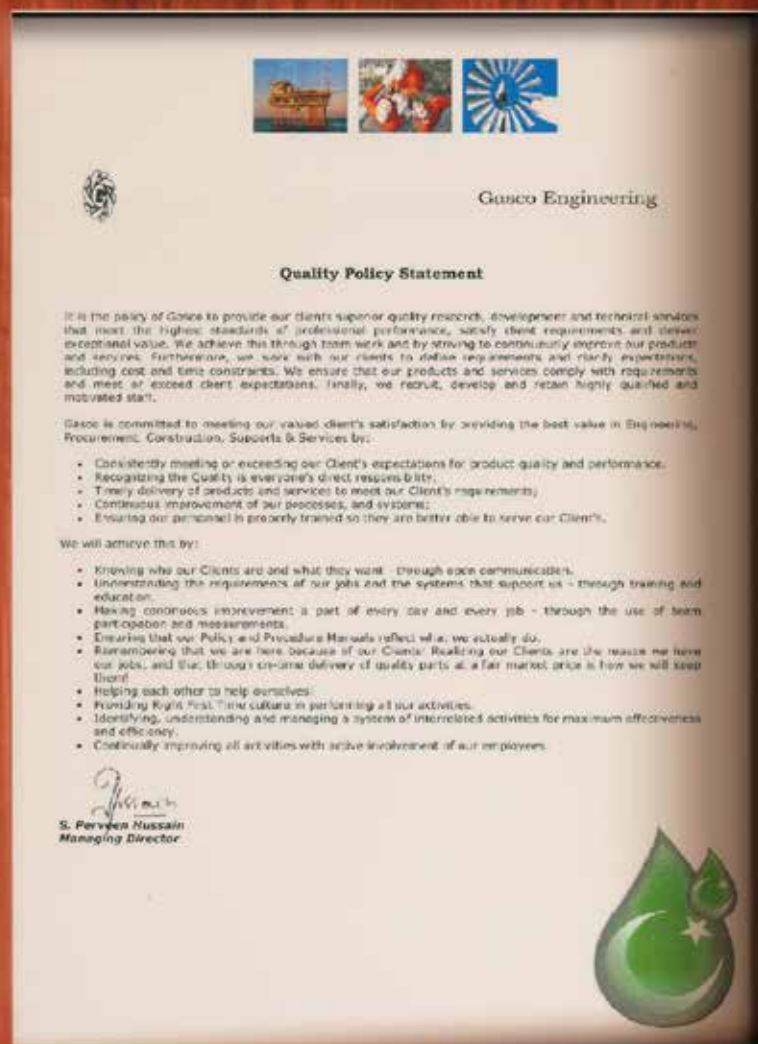 Gasco Engineering
Quality Policy Statement
It is the policy of Gasco to provide our clients superior quality research, development and technical services
that meet the highest standards of professional performance, satisfy client requirements and deliver
exceptional value. We achieve this through team work and by striving to continuously improve our products
and services. Furthermore, we work with our clients to define requirements and clarify expectations,
including cost and time constraints. We ensure that our products and services comply with requirements
and meet or exceed client expectations. Finally, we recruit, develop and retain highly qualified and
motivated staff.
Gasco is committed to meeting our valued client's satisfaction by providing the best value in Engineering,
Procurement, Construction, Supports & Services by:
• Consistently meeting or exceeding our Client's expectations for product quality and performance.
• Recognizing the Quality is everyone's direct responsibility;
• Timely delivery of products and services to meet our Client's requirements;
• Continuous improvement of our processes, and systems;
• Ensuring our personnel is properly trained so they are better able to serve our Client's.
We will achieve this by:
• Knowing who our Clients are and what they want - through open communication.
• Understanding the requirements of our jobs and the systems that support us - through training and
education.
• Making continuous improvement a part of every day and every job - through the use of team
participation and measurements.
• Ensuring that our Policy and Procedure Manuals reflect what we actually do.
• Remembering that we are here because of our Clients! Realizing our Clients are the reason we have
our jobs, and that through on-time delivery of quality parts at a fair market price is how we will keep
them!
• Helping each other to help ourselves!
• Providing Right First Time culture in performing all our activities.
• Identifying, understanding and managing a system of interrelated activities for maximum effectiveness
and efficiency.
• Continually improving all activities with active involvement of our employees.
Hussain
S. Perveen Hussain
Managing Director